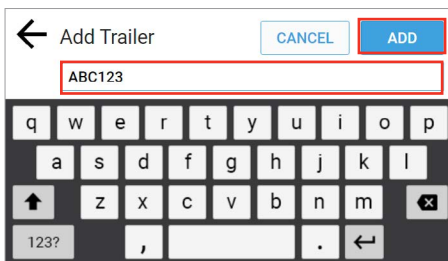 Add Trailer CANCEL ADD
ABC123
q w e r t y u i o p
a s d f g h j k l
z x c v b n m
123? , .